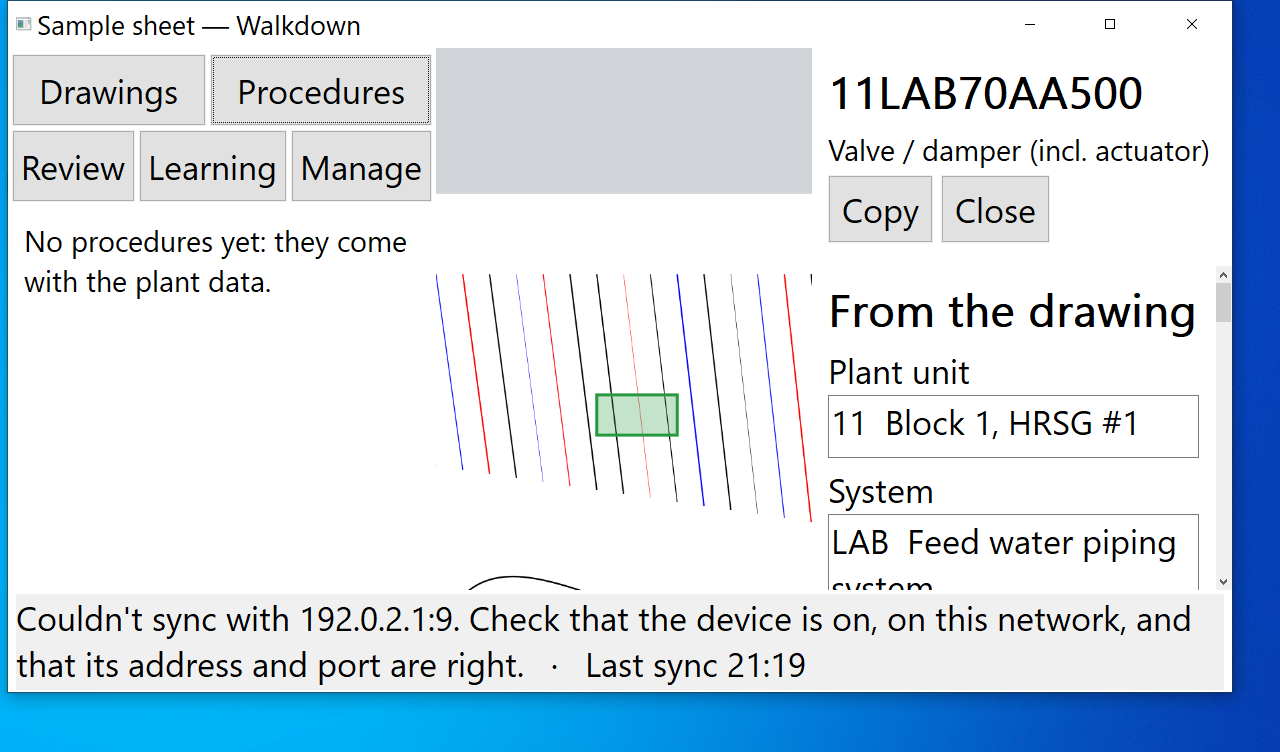 Sample sheet — Walkdown
Drawings
Procedures
Review
Learning
Manage
No procedures yet: they come
with the plant data.
11LAB70AA500
Valve / damper (incl. actuator)
Copy
Close
From the drawing
Plant unit
11  Block 1, HRSG #1
System
LAB  Feed water piping
system
Couldn't sync with 192.0.2.1:9. Check that the device is on, on this network, and
that its address and port are right.   ·   Last sync 21:19